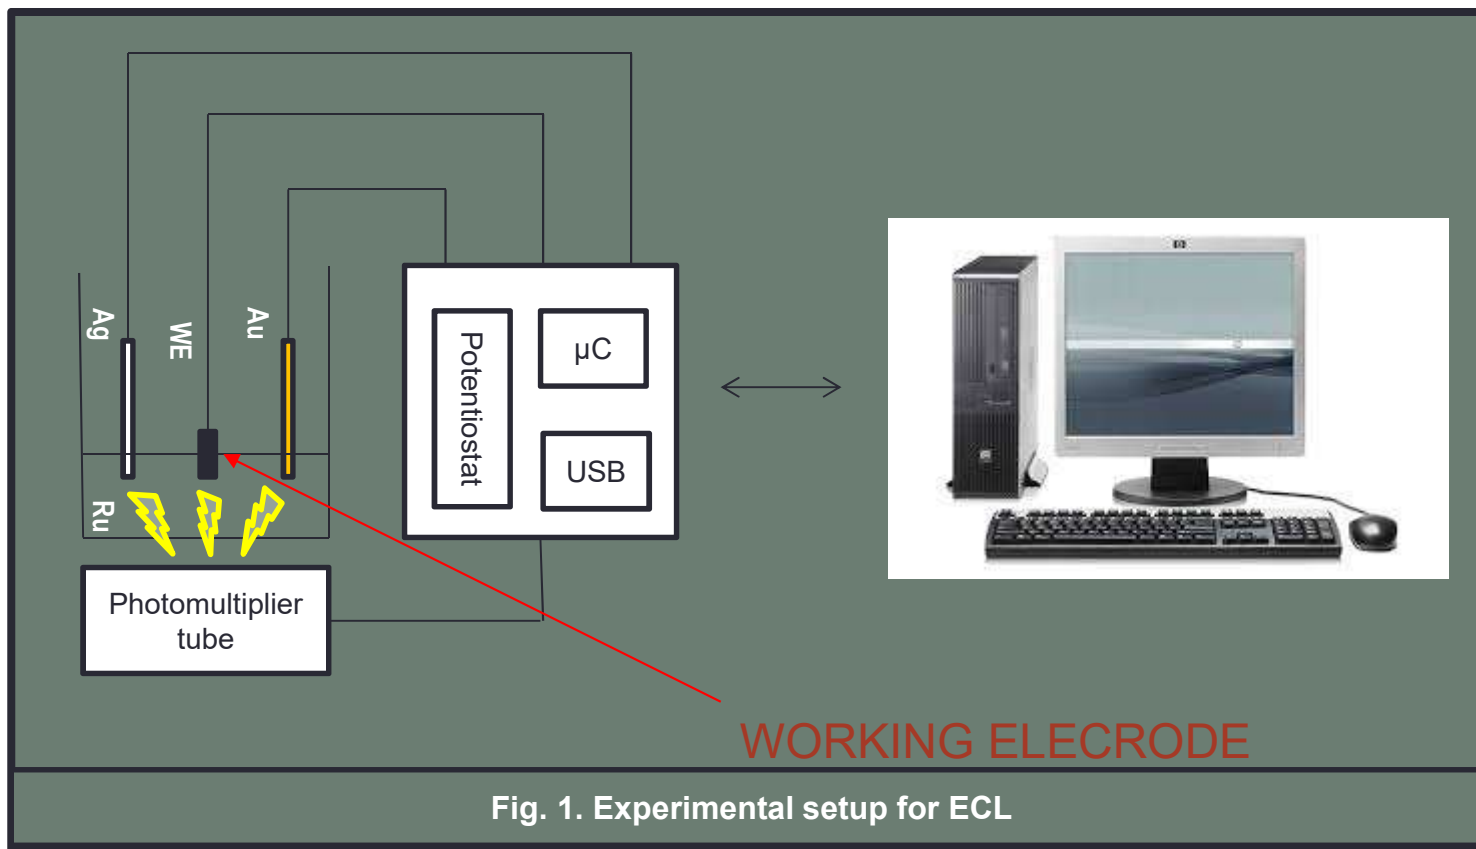 Ag
WE
Au
Ru
Potentiostat
µC
USB
Photomultiplier
tube
WORKING ELECRODE
Fig. 1. Experimental setup for ECL